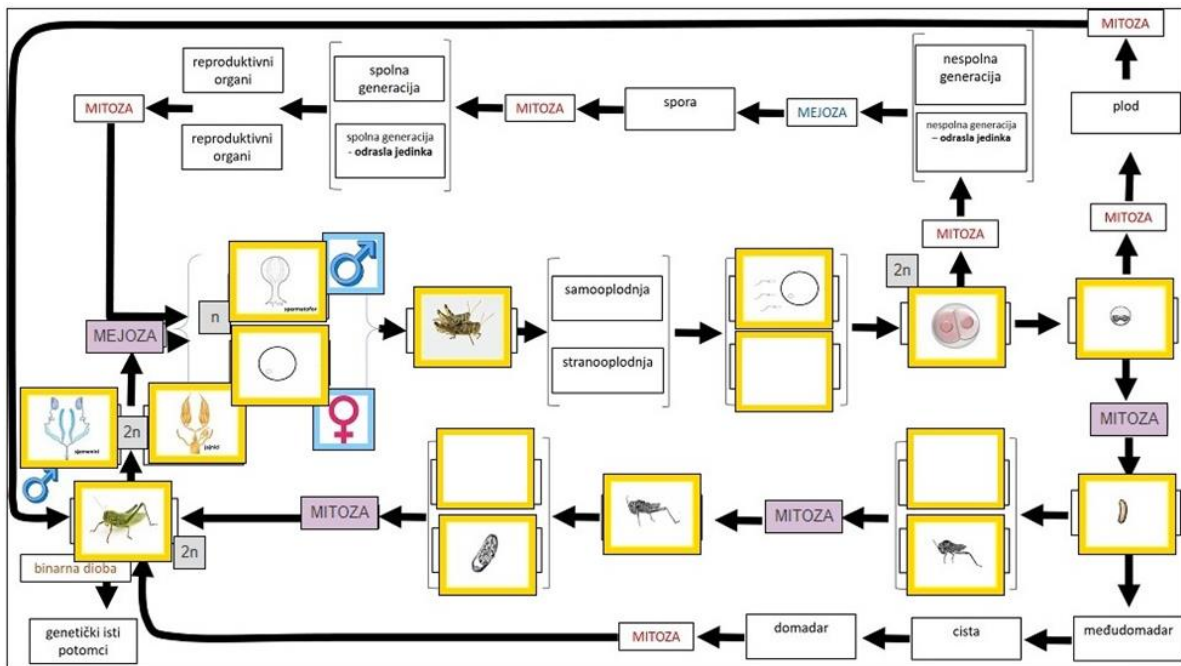 MITOZA
reproduktivni
organi
spolna
generacija
nespolna
generacija
MITOZA
MITOZA
spora
MEJOZA
plod
reproduktivni
organi
spolna generacija
- odrasla jedinka
nespolna generacija
– odrasla jedinka
MITOZA
MITOZA
2n
n
spermatofor
samooplodnja
MEJOZA
stranooplodnja
MITOZA
2n
sjemenici
jajnici
MITOZA
MITOZA
2n
binarna dioba
genetički isti
potomci
MITOZA
domadar
cista
međudomadar